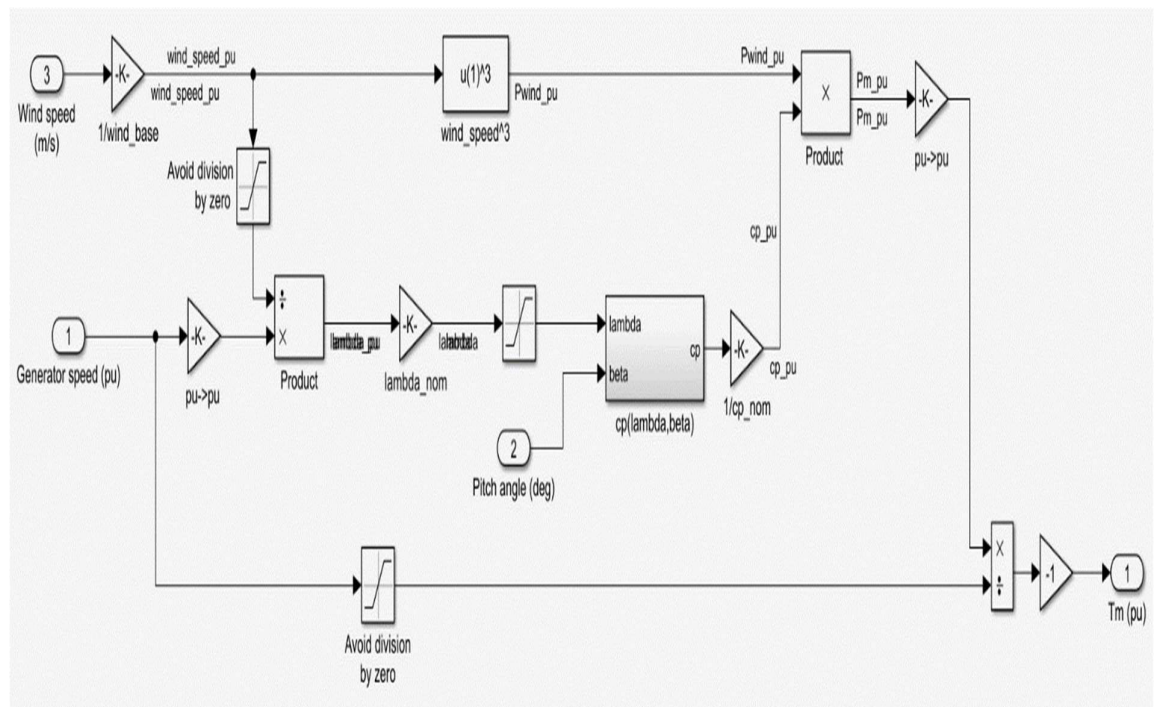 wind_speed_pu
wind_speed_pu
3
-K-
Wind speed
(m/s)
1/wind_base
u(1)^3
wind_speed^3
Pwind_pu
Pwind_pu
×
Product
Pm_pu
Pm_pu
-K-
pu->pu
Avoid division
by zero
cp_pu
1
Generator speed (pu)
-K-
pu->pu
÷
×
Product
lambda_pu
-K-
lambda_nom
lambda
lambda
beta
cp
cp(lambda,beta)
-K-
1/cp_nom
cp_pu
2
Pitch angle (deg)
Avoid division
by zero
×
÷
-1
1
Tm (pu)